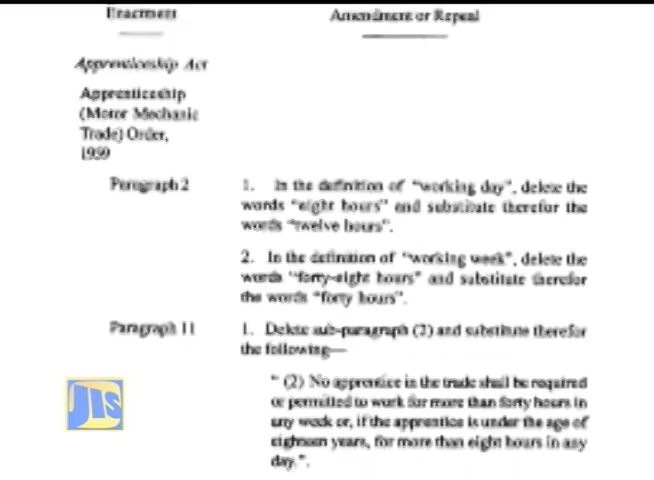 Enactment
Amendment or Repeal
Apprenticeship Act
Apprenticeship
(Motor Mechanic
Trade) Order,
Paragraph 2
1. In the definition of "working day", delete the
words "eight hours" and substitute therefor the
words "twelve hours".
2. In the definition of "working week", delete the
words "forty-eight hours" and substitute therefor
the words "forty hours".
Paragraph 11
1. Delete sub-paragraph (2) and substitute therefor
the following—
" (2) No apprentice in the trade shall be required
or permitted to work for more than forty hours in
any week or, if the apprentice is under the age of
eighteen years, for more than eight hours in any
day.".
JIS